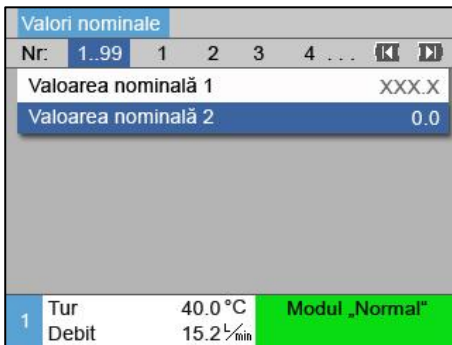 Valori nominale
Nr: 1..99 1 2 3 4 ...
Valoarea nominală 1 XXX.X
Valoarea nominală 2 0.0
1 Tur 40.0 °C Modul „Normal“
Debit 15.2 L/min